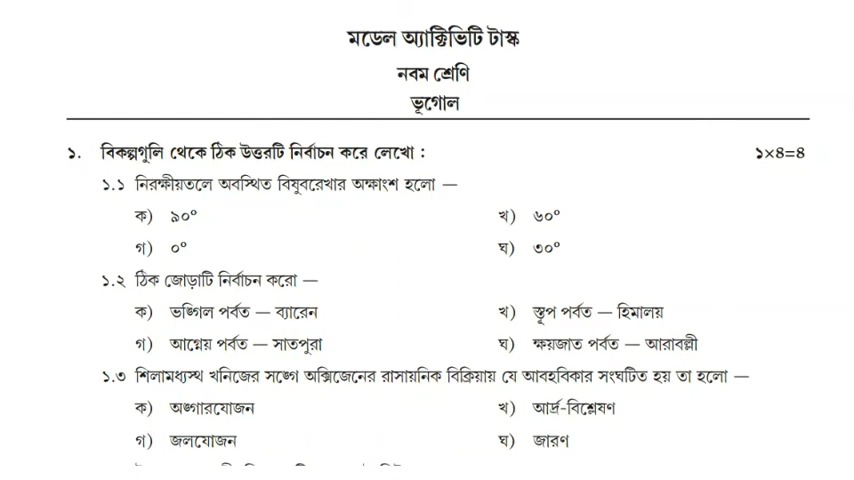 মডেল অ্যাক্টিভিটি টাস্ক
নবম শ্রেণি
ভূগোল
১. বিকল্পগুলি থেকে ঠিক উত্তরটি নির্বাচন করে লেখো : ১×৪=৪
১.১ নিরক্ষীয়তলে অবস্থিত বিষুবরেখার অক্ষাংশ হলো —
ক) ৯০° খ) ৬০°
গ) ০° ঘ) ৩০°
১.২ ঠিক জোড়াটি নির্বাচন করো —
ক) ভঙ্গিল পর্বত — ব্যারেন খ) স্তূপ পর্বত — হিমালয়
গ) আগ্নেয় পর্বত — সাতপুরা ঘ) ক্ষয়জাত পর্বত — আরাবল্লী
১.৩ শিলামধ্যস্থ খনিজের সঙ্গে অক্সিজেনের রাসায়নিক বিক্রিয়ায় যে আবহবিকার সংঘটিত হয় তা হলো —
ক) অঙ্গারযোজন খ) আর্দ্র-বিশ্লেষণ
গ) জলযোজন ঘ) জারণ